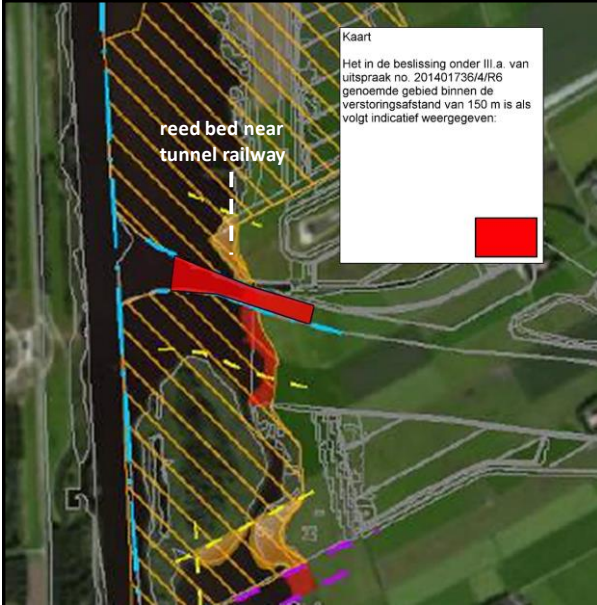 Kaart
Het in de beslissing onder III.a. van
uitspraak no. 201401736/4/R6
genoemde gebied binnen de
verstoringsafstand van 150 m is als
volgt indicatief weergegeven:
reed bed near
tunnel railway